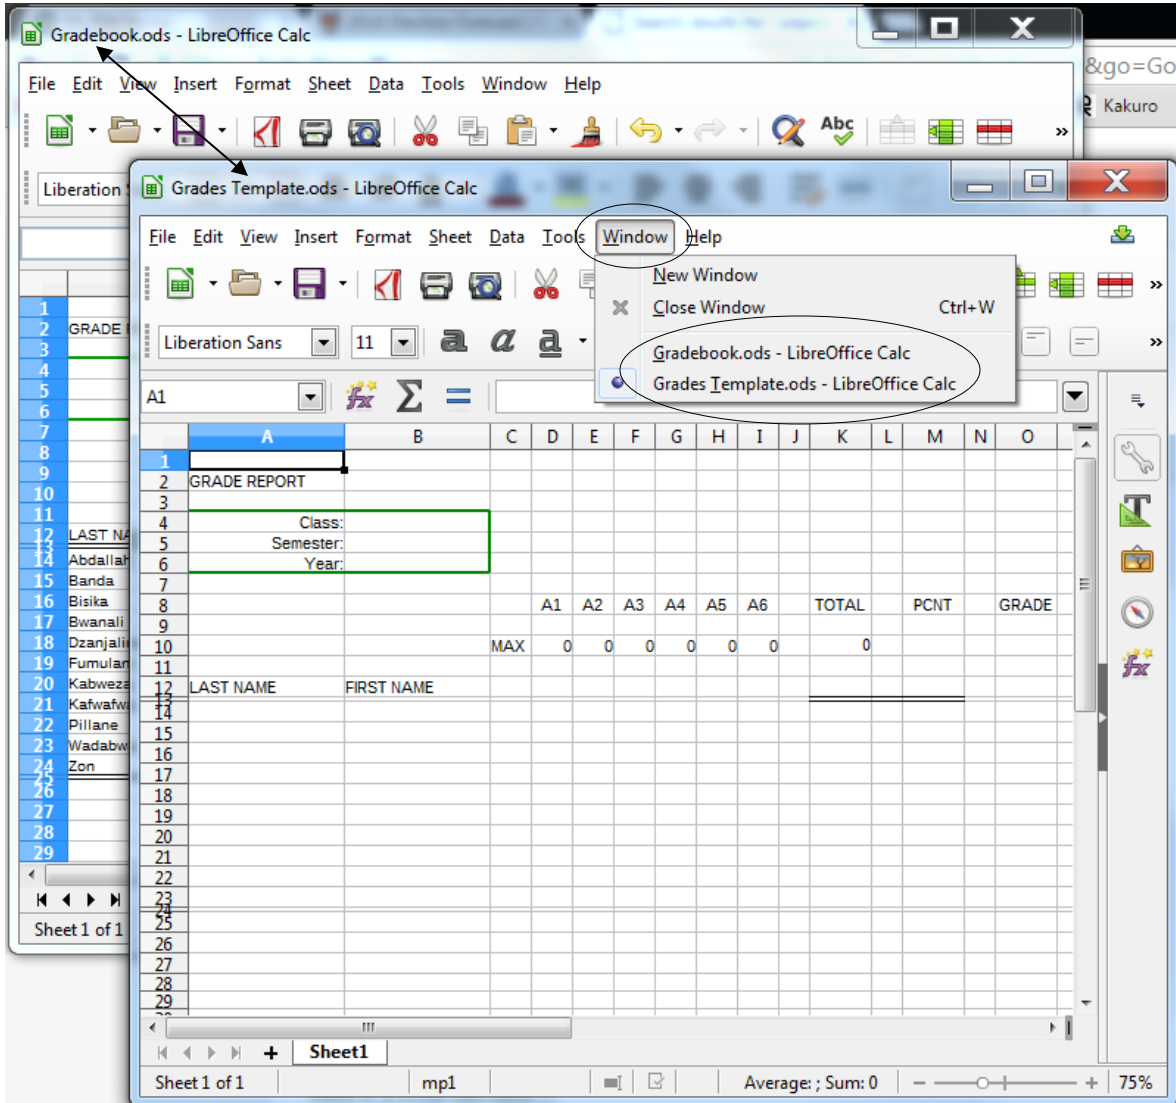 Gradebook.ods - LibreOffice Calc
&go=Go
File Edit View Insert Format Sheet Data Tools Window Help
Kakuro
Abc
»
Liberation
Grades Template.ods - LibreOffice Calc
File Edit View Insert Format Sheet Data Tools Window Help
New Window
Close Window Ctrl+W
Gradebook.ods - LibreOffice Calc
Grades Template.ods - LibreOffice Calc
»
Liberation Sans 11
»
A1
A B C D E F G H I J K L M N O
1
2 GRADE REPORT
3
4 Class:
5 Semester:
6 Year:
7
8 A1 A2 A3 A4 A5 A6 TOTAL PCNT GRADE
9
10 MAX 0 0 0 0 0 0 0
11
12 LAST NAME FIRST NAME
13
14
15
16
17
18
19
20
21
22
23
24
25
26
27
28
29
Sheet1
Sheet 1 of 1 mp1 Average: ; Sum: 0 75%
1
2 GRADE
3
4
5
6
7
8
9
10
11
12 LAST NA
13
14 Abdallah
15 Banda
16 Bisika
17 Bwanali
18 Dzanjali
19 Fumulan
20 Kabweza
21 Kafwafw
22 Pillane
23 Wadabw
24 Zon
25
26
27
28
29
Sheet 1 of 1